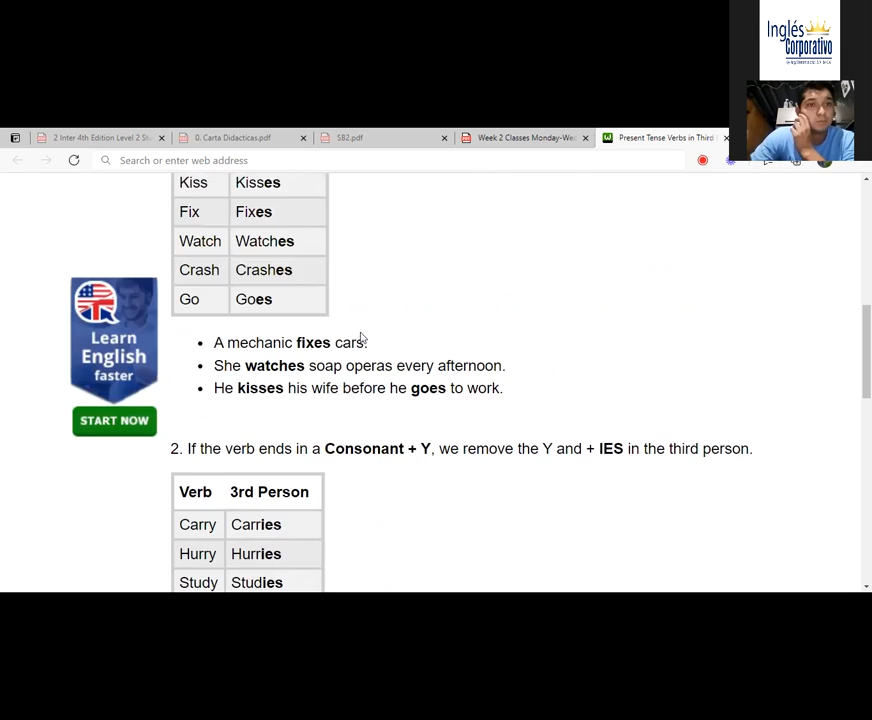 Inglés
Corporativo
2 Inter 4th Edition Level 2 Stu
0. Carta Didacticas.pdf
SB2.pdf
Week 2 Classes Monday-We
Present Tense Verbs in Third
Search or enter web address
Kiss Kisses
Fix Fixes
Watch Watches
Crash Crashes
Go Goes
Learn
English
faster
START NOW
• A mechanic fixes cars.
• She watches soap operas every afternoon.
• He kisses his wife before he goes to work.
2. If the verb ends in a Consonant + Y, we remove the Y and + IES in the third person.
Verb 3rd Person
Carry Carries
Hurry Hurries
Study Studies